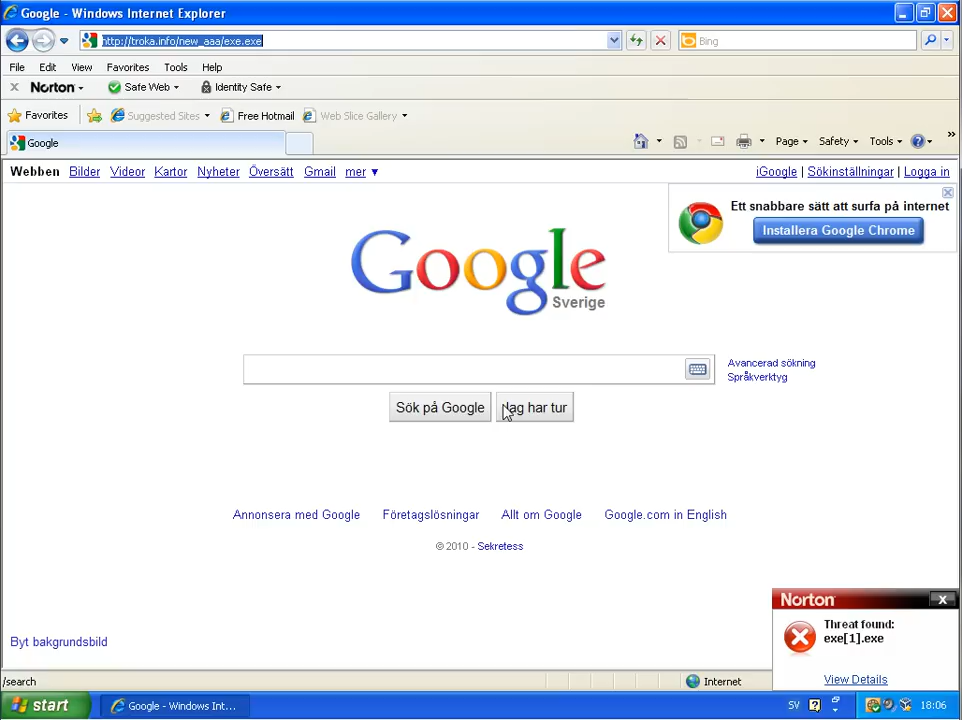 Google - Windows Internet Explorer
http://troka.info/new_aaa/exe.exe
Bing
File Edit View Favorites Tools Help
x Norton Safe Web Identity Safe
Favorites Suggested Sites Free Hotmail Web Slice Gallery
Google
Page Safety Tools »
Webben Bilder Videor Kartor Nyheter Översätt Gmail mer ▼
iGoogle | Sökinställningar | Logga in
Ett snabbare sätt att surfa på internet
Installera Google Chrome
Google
Sverige
Avancerad sökning
Språkverktyg
Sök på Google Jag har tur
Annonsera med Google Företagslösningar Allt om Google Google.com in English
© 2010 - Sekretess
Norton
Threat found:
exe[1].exe
Byt bakgrundsbild
View Details
/search
Internet
start Google - Windows Int... SV 18:06